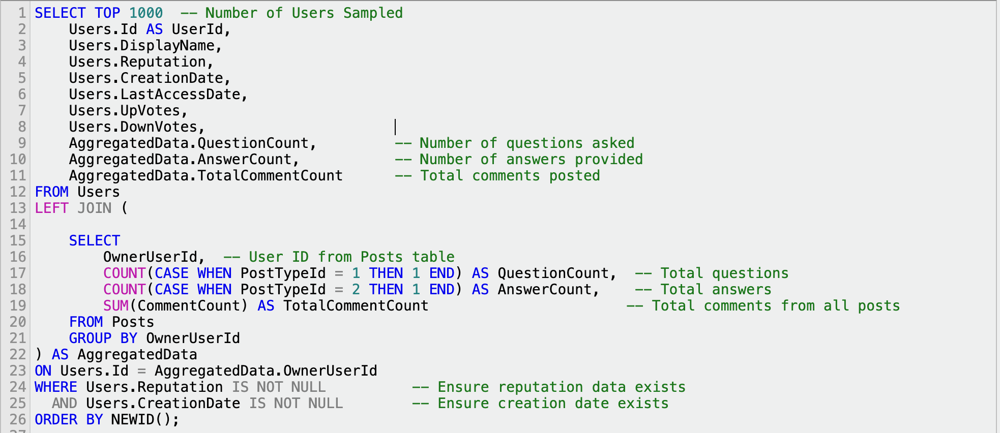 1 SELECT TOP 1000  -- Number of Users Sampled
2     Users.Id AS UserId,
3     Users.DisplayName,
4     Users.Reputation,
5     Users.CreationDate,
6     Users.LastAccessDate,
7     Users.UpVotes,
8     Users.DownVotes,
9     AggregatedData.QuestionCount,         -- Number of questions asked
10     AggregatedData.AnswerCount,           -- Number of answers provided
11     AggregatedData.TotalCommentCount      -- Total comments posted
12 FROM Users
13 LEFT JOIN (
14
15     SELECT
16         OwnerUserId,  -- User ID from Posts table
17         COUNT(CASE WHEN PostTypeId = 1 THEN 1 END) AS QuestionCount,  -- Total questions
18         COUNT(CASE WHEN PostTypeId = 2 THEN 1 END) AS AnswerCount,    -- Total answers
19         SUM(CommentCount) AS TotalCommentCount                       -- Total comments from all posts
20     FROM Posts
21     GROUP BY OwnerUserId
22 ) AS AggregatedData
23 ON Users.Id = AggregatedData.OwnerUserId
24 WHERE Users.Reputation IS NOT NULL          -- Ensure reputation data exists
25   AND Users.CreationDate IS NOT NULL        -- Ensure creation date exists
26 ORDER BY NEWID();